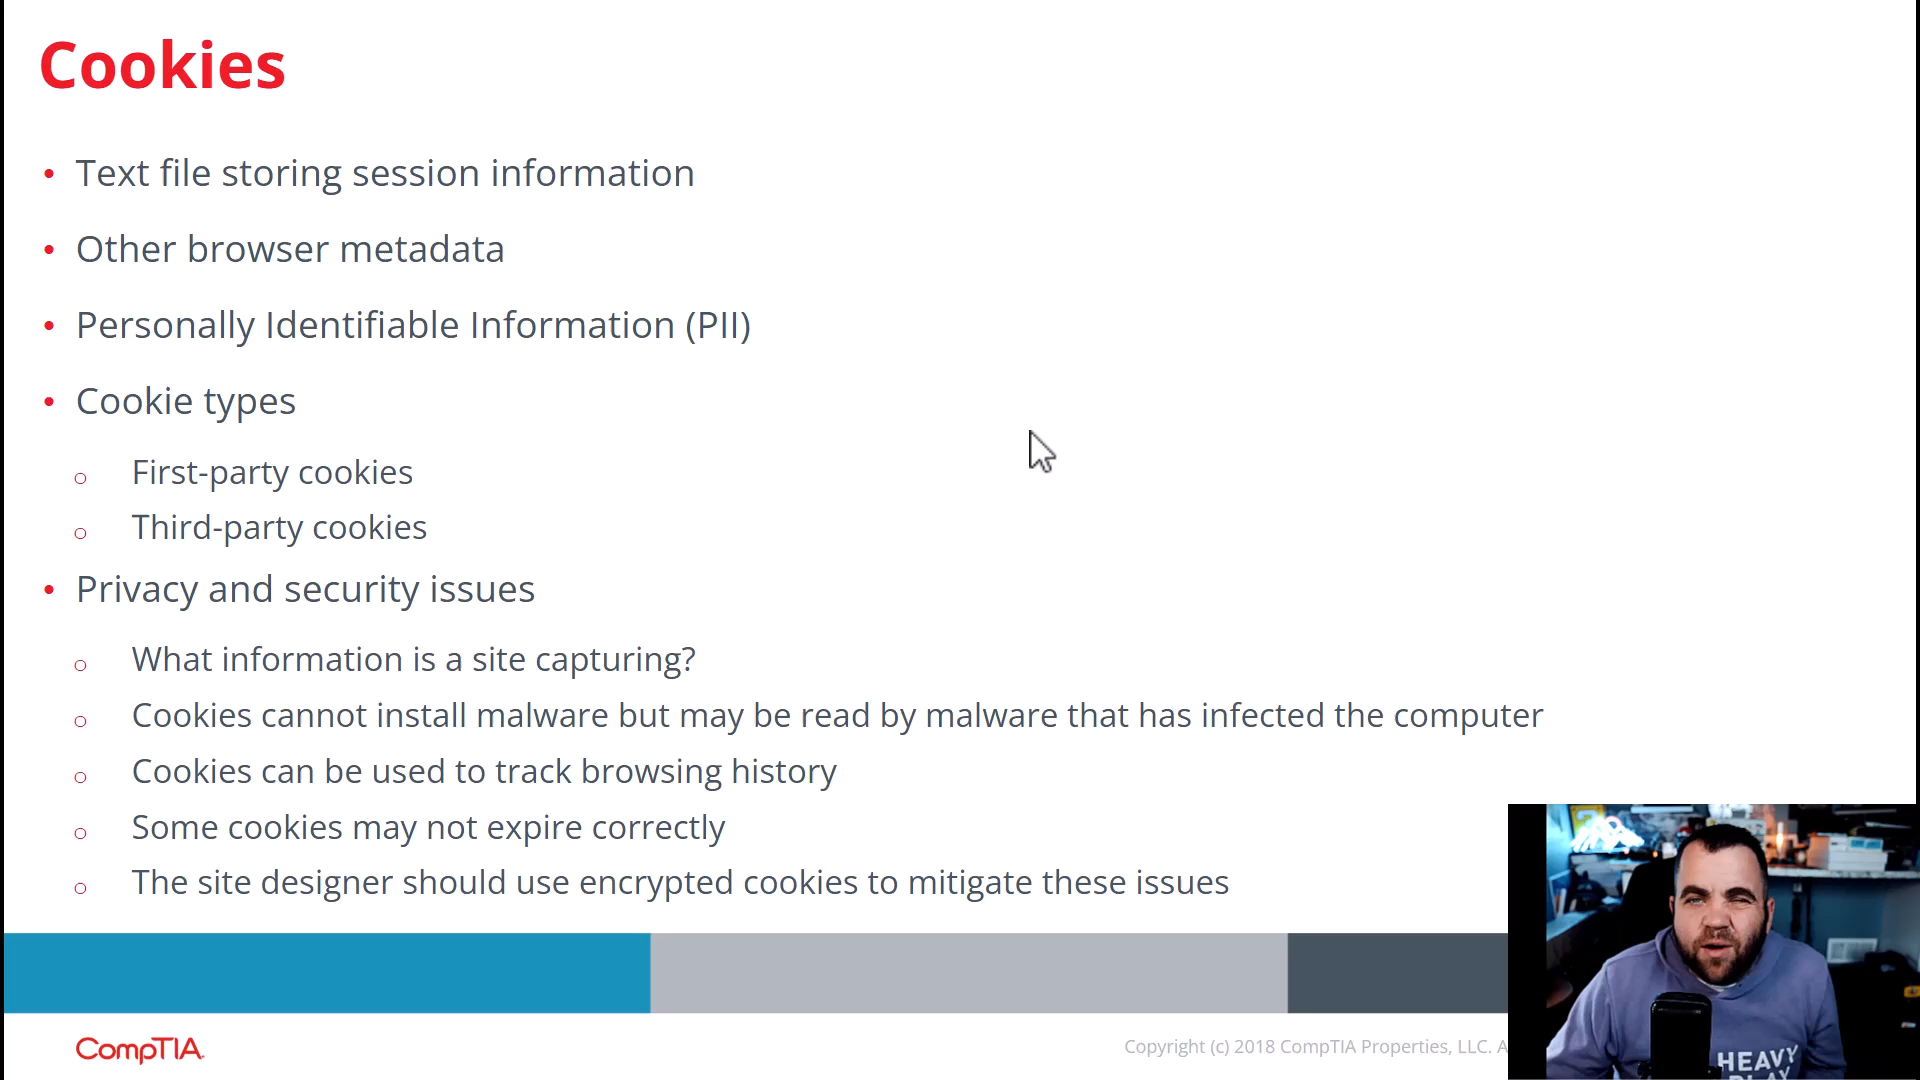 Cookies
• Text file storing session information
• Other browser metadata
• Personally Identifiable Information (PII)
• Cookie types
○ First-party cookies
○ Third-party cookies
• Privacy and security issues
○ What information is a site capturing?
○ Cookies cannot install malware but may be read by malware that has infected the computer
○ Cookies can be used to track browsing history
○ Some cookies may not expire correctly
○ The site designer should use encrypted cookies to mitigate these issues
CompTIA.
Copyright (c) 2018 CompTIA Properties, LLC. A
HEAVY
PLAY